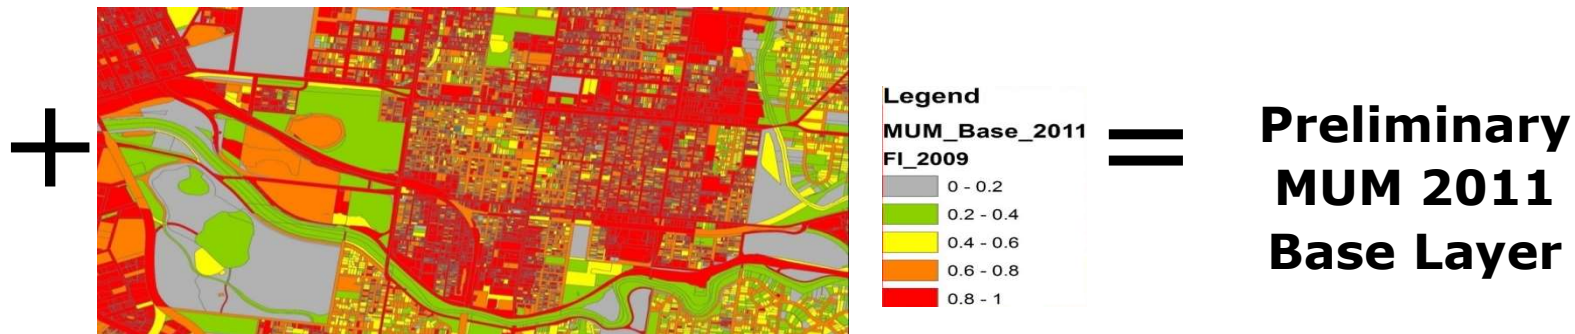 +
Legend
MUM_Base_2011
FI_2009
0 - 0.2
0.2 - 0.4
0.4 - 0.6
0.6 - 0.8
0.8 - 1
=
Preliminary
MUM 2011
Base Layer